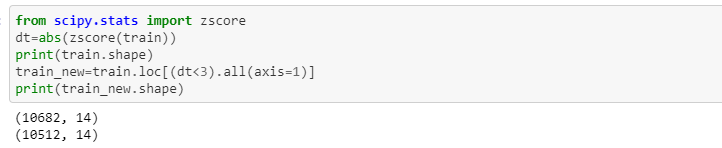 from scipy.stats import zscore
dt=abs(zscore(train))
print(train.shape)
train_new=train.loc[(dt<3).all(axis=1)]
print(train_new.shape)
(10682, 14)
(10512, 14)